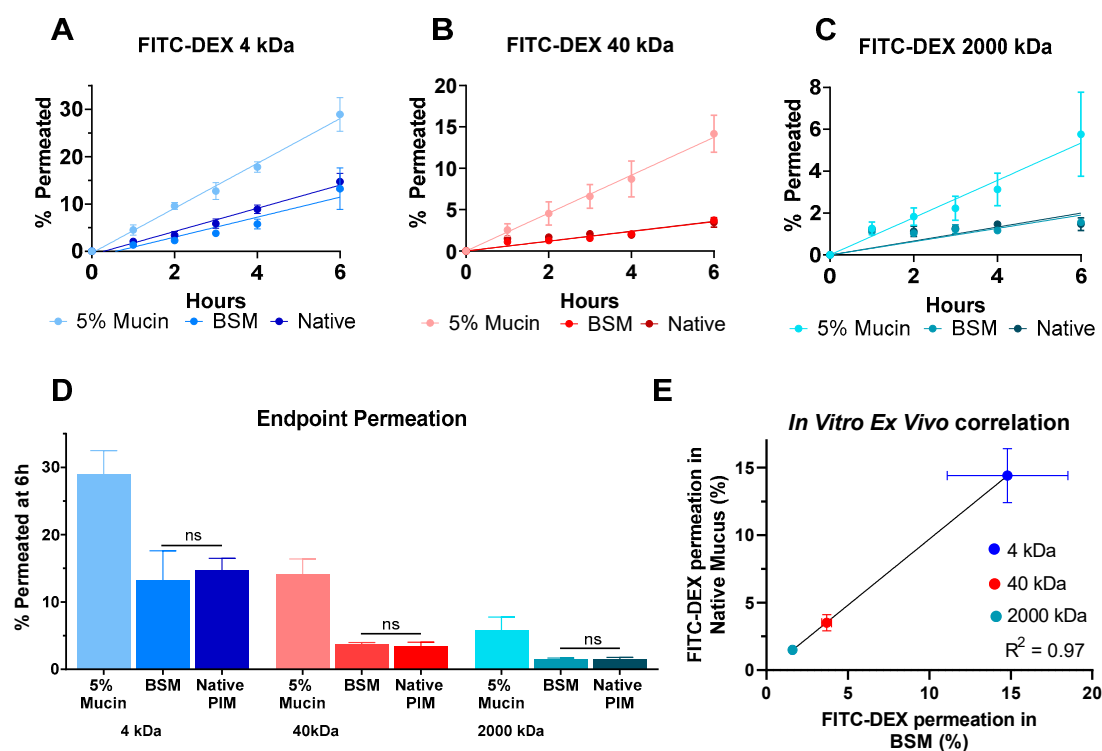 A
FITC-DEX 4 kDa
% Permeated
30
20
10
0
0
2
4
6
Hours
5% Mucin
BSM
Native
B
FITC-DEX 40 kDa
% Permeated
20
15
10
5
0
0
2
4
6
Hours
5% Mucin
BSM
Native
C
FITC-DEX 2000 kDa
% Permeated
8
6
4
2
0
0
2
4
6
Hours
5% Mucin
BSM
Native
D
Endpoint Permeation
% Permeated at 6h
30
20
10
0
ns
ns
ns
5%
Mucin
BSM
Native
PIM
5%
Mucin
BSM
Native
PIM
5%
Mucin
BSM
Native
PIM
4 kDa
40kDa
2000 kDa
E
In Vitro Ex Vivo correlation
FITC-DEX permeation in
Native Mucus (%)
15
10
5
0
4 kDa
40 kDa
2000 kDa
R² = 0.97
0
5
10
15
20
FITC-DEX permeation in
BSM (%)